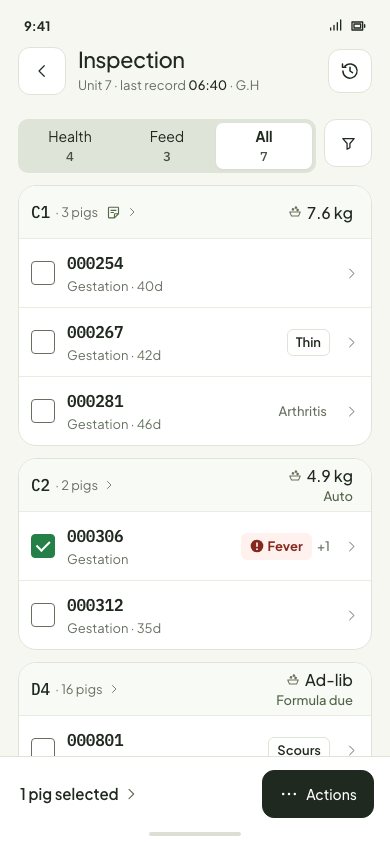 9:41
Inspection
Unit 7 · last record 06:40 · G.H
Health
4
Feed
3
All
7
C1 · 3 pigs
7.6 kg
000254
Gestation · 40d
000267
Gestation · 42d
Thin
000281
Gestation · 46d
Arthritis
C2 · 2 pigs
4.9 kg
Auto
000306
Gestation
Fever +1
000312
Gestation · 35d
D4 · 16 pigs
Ad-lib
Formula due
000801
Scours
1 pig selected
··· Actions